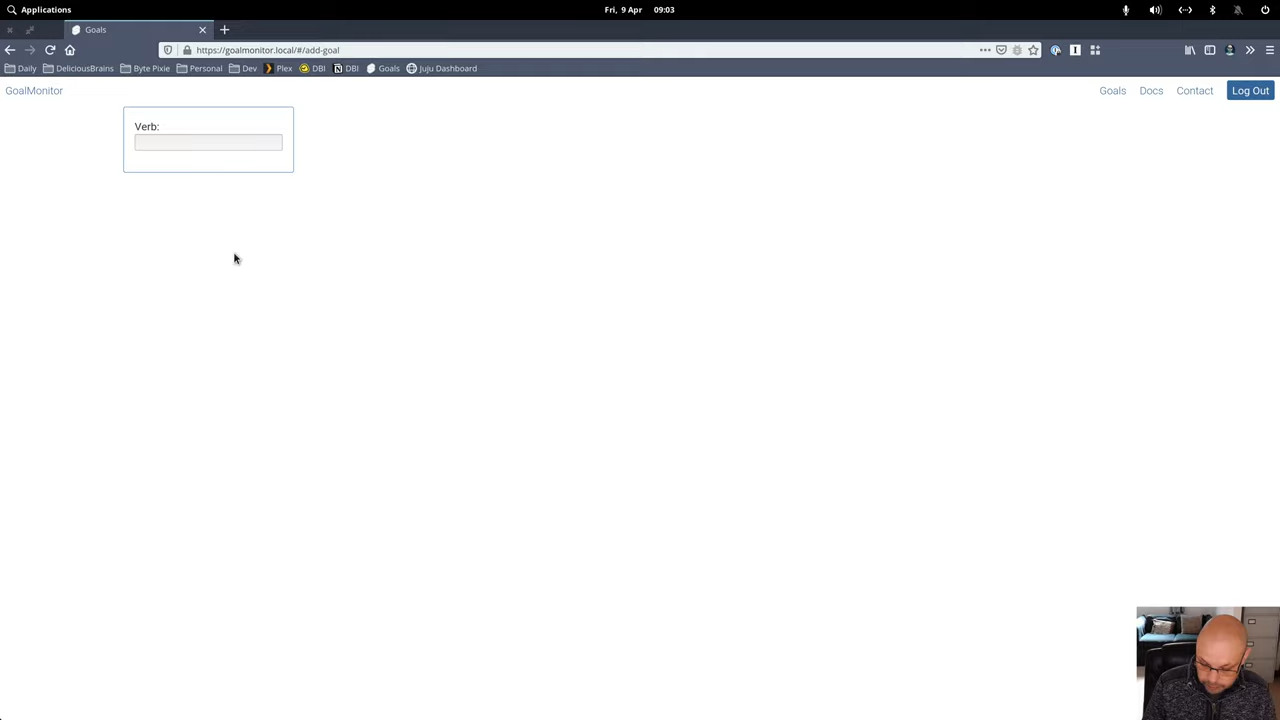 Applications
Fri, 9 Apr 09:03
Goals
https://goalmonitor.local/#/add-goal
Daily DeliciousBrains Byte Pixie Personal Dev Plex DBI DBI Goals Juju Dashboard
GoalMonitor Goals Docs Contact Log Out
Verb: